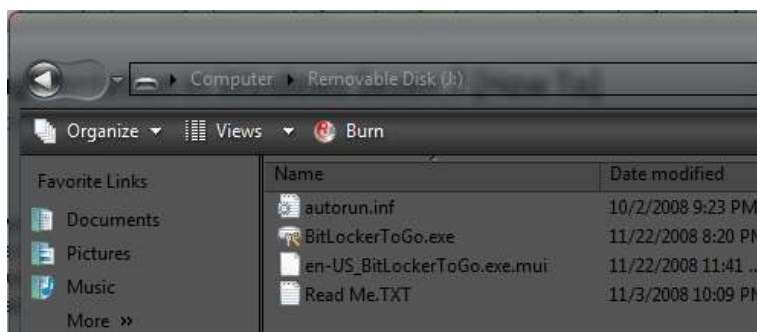 Computer Removable Disk (J:)
Organize Views Burn
Favorite Links
Documents
Pictures
Music
More »
Name Date modified
autorun.inf 10/2/2008 9:23 PM
BitLockerToGo.exe 11/22/2008 8:20 PM
en-US_BitLockerToGo.exe.mui 11/22/2008 11:41 ...
Read Me.TXT 11/3/2008 10:09 PM